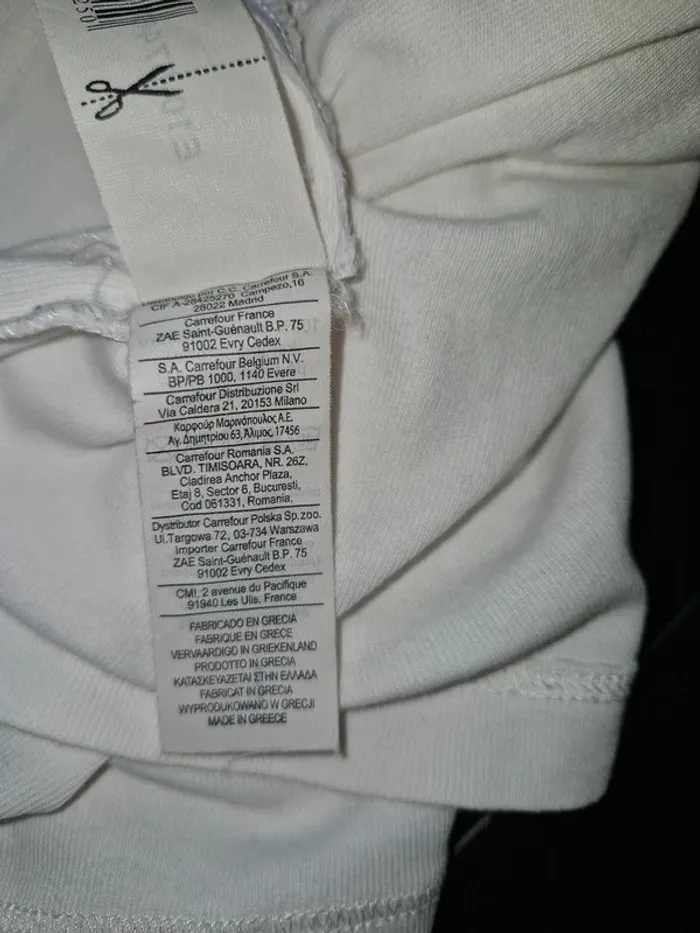 250
Distribuido por C.C. Carrefour S.A.
CIF A-28425270 Campezo,16
28022 Madrid
Carrefour France
ZAE Saint-Guénault B.P. 75
91002 Evry Cedex
S.A. Carrefour Belgium N.V.
BP/PB 1000, 1140 Evere
Carrefour Distribuzione Srl
Via Caldera 21, 20153 Milano
Καρφούρ Μαρινόπουλος Α.Ε.
Αγ. Δημητρίου 63, Άλιμος, 17456
Carrefour Romania S.A.
BLVD. TIMISOARA, NR. 26Z,
Cladirea Anchor Plaza,
Etaj 8, Sector 6, Bucuresti,
Cod 061331, Romania,
Dystributor Carrefour Polska Sp.zoo.
Ul.Targowa 72, 03-734 Warszawa
Importer Carrefour France
ZAE Saint-Guénault B.P. 75
91002 Evry Cedex
CMI, 2 avenue du Pacifique
91940 Les Ulis, France
FABRICADO EN GRECIA
FABRIQUE EN GRECE
VERVAARDIGD IN GRIEKENLAND
PRODOTTO IN GRECIA
ΚΑΤΑΣΚΕΥΑΖΕΤΑΙ ΣΤΗΝ ΕΛΛΑΔΑ
FABRICAT IN GRECIA
WYPRODUKOWANO W GRECJI
MADE IN GREECE